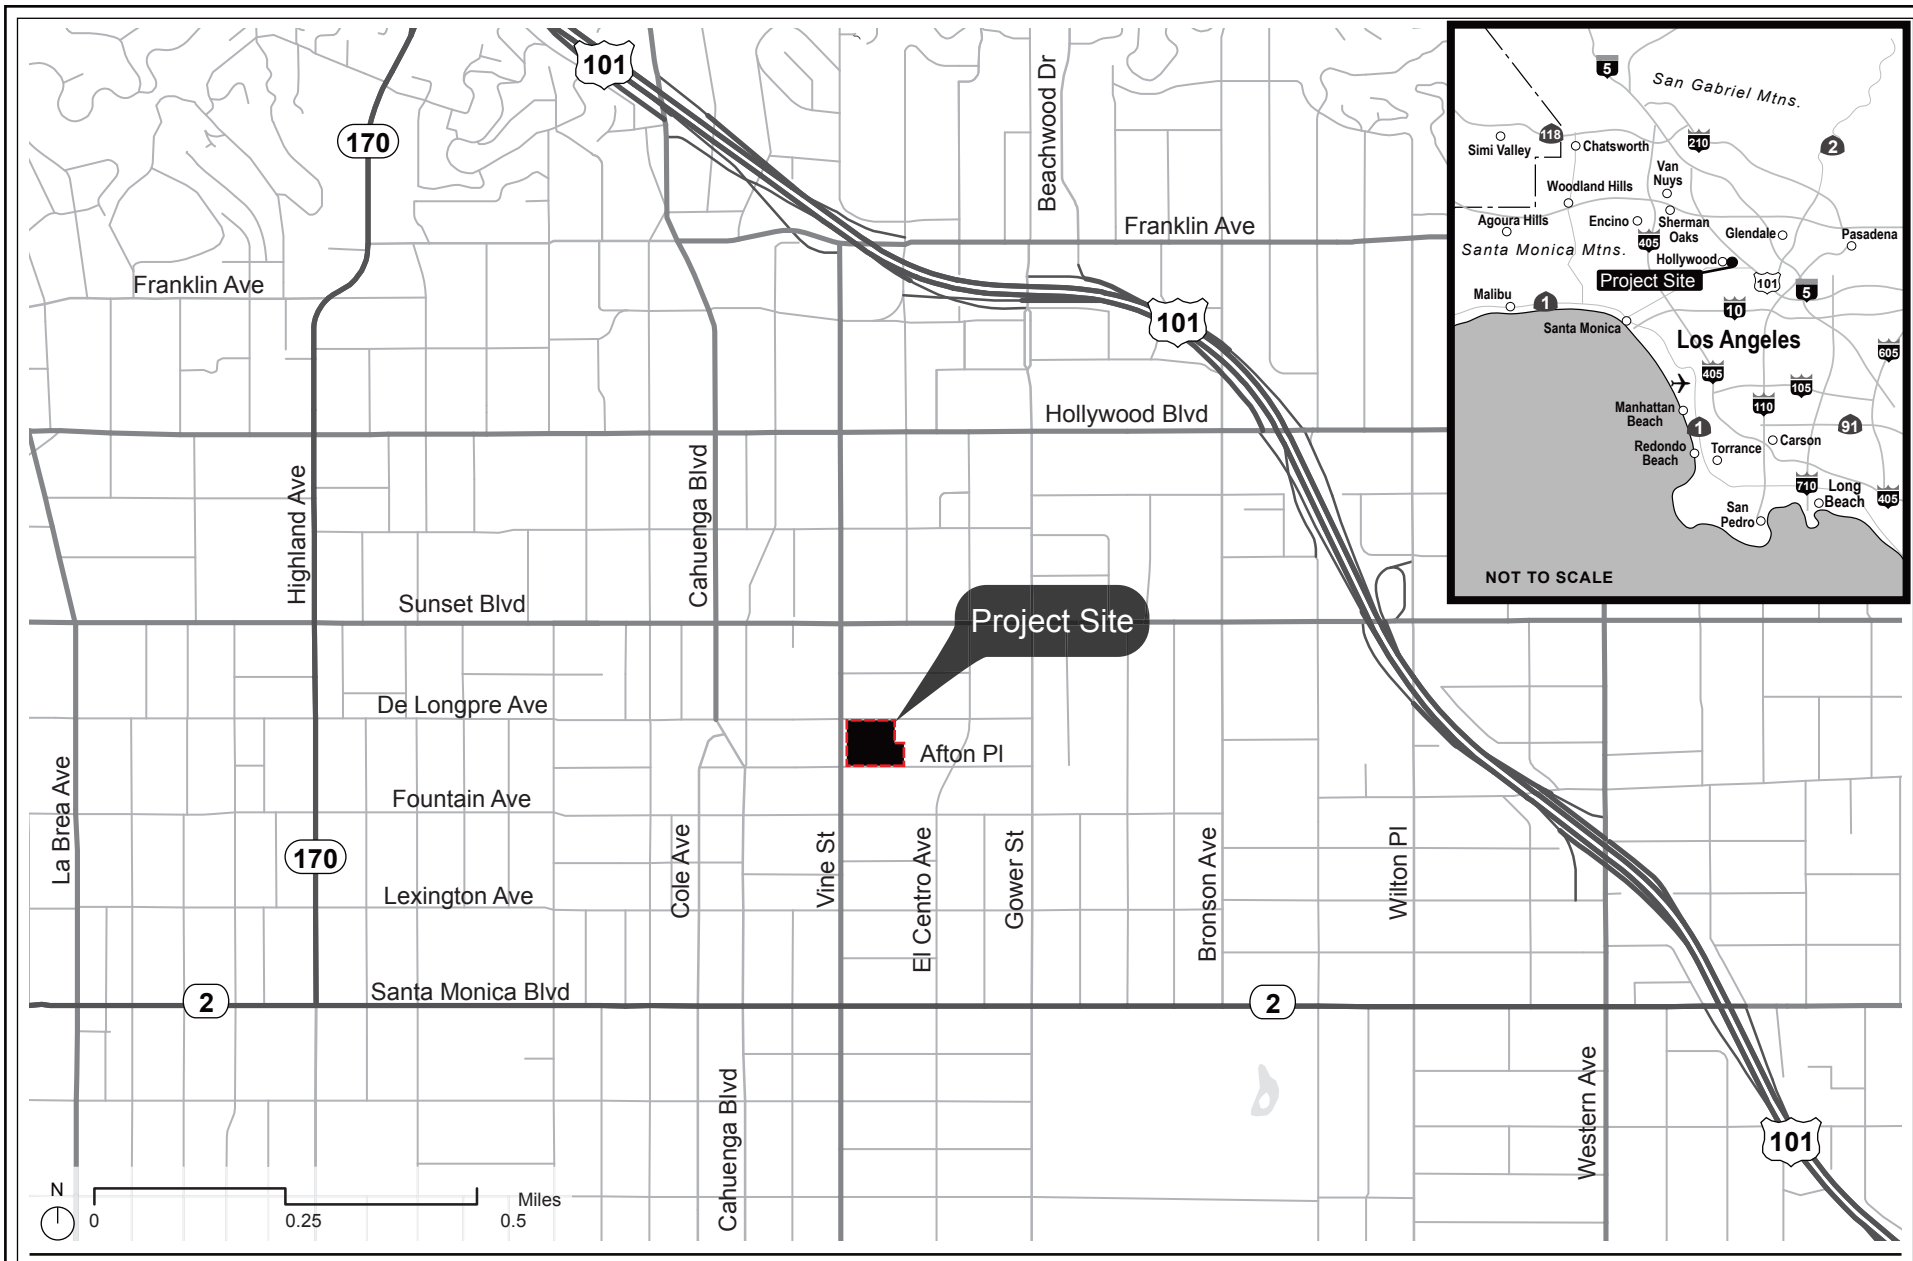 101
170
Beachwood Dr
Franklin Ave
Franklin Ave
101
Hollywood Blvd
Highland Ave
Cahuenga Blvd
Sunset Blvd
Project Site
De Longpre Ave
Afton Pl
La Brea Ave
Fountain Ave
170
Cole Ave
Vine St
El Centro Ave
Gower St
Bronson Ave
Wilton Pl
Lexington Ave
Santa Monica Blvd
2
2
Cahuenga Blvd
Western Ave
101
N
0
0.25
0.5
Miles
5
San Gabriel Mtns.
118
Simi Valley
Chatsworth
210
2
Van
Nuys
Woodland Hills
Agoura Hills
Encino
Sherman
Oaks
405
Glendale
Pasadena
Santa Monica Mtns.
Hollywood
Project Site
101
5
Malibu
1
10
Santa Monica
Los Angeles
605
405
105
Manhattan
Beach
110
1
91
Redondo
Beach
Torrance
Carson
710
Long
Beach
405
San
Pedro
NOT TO SCALE